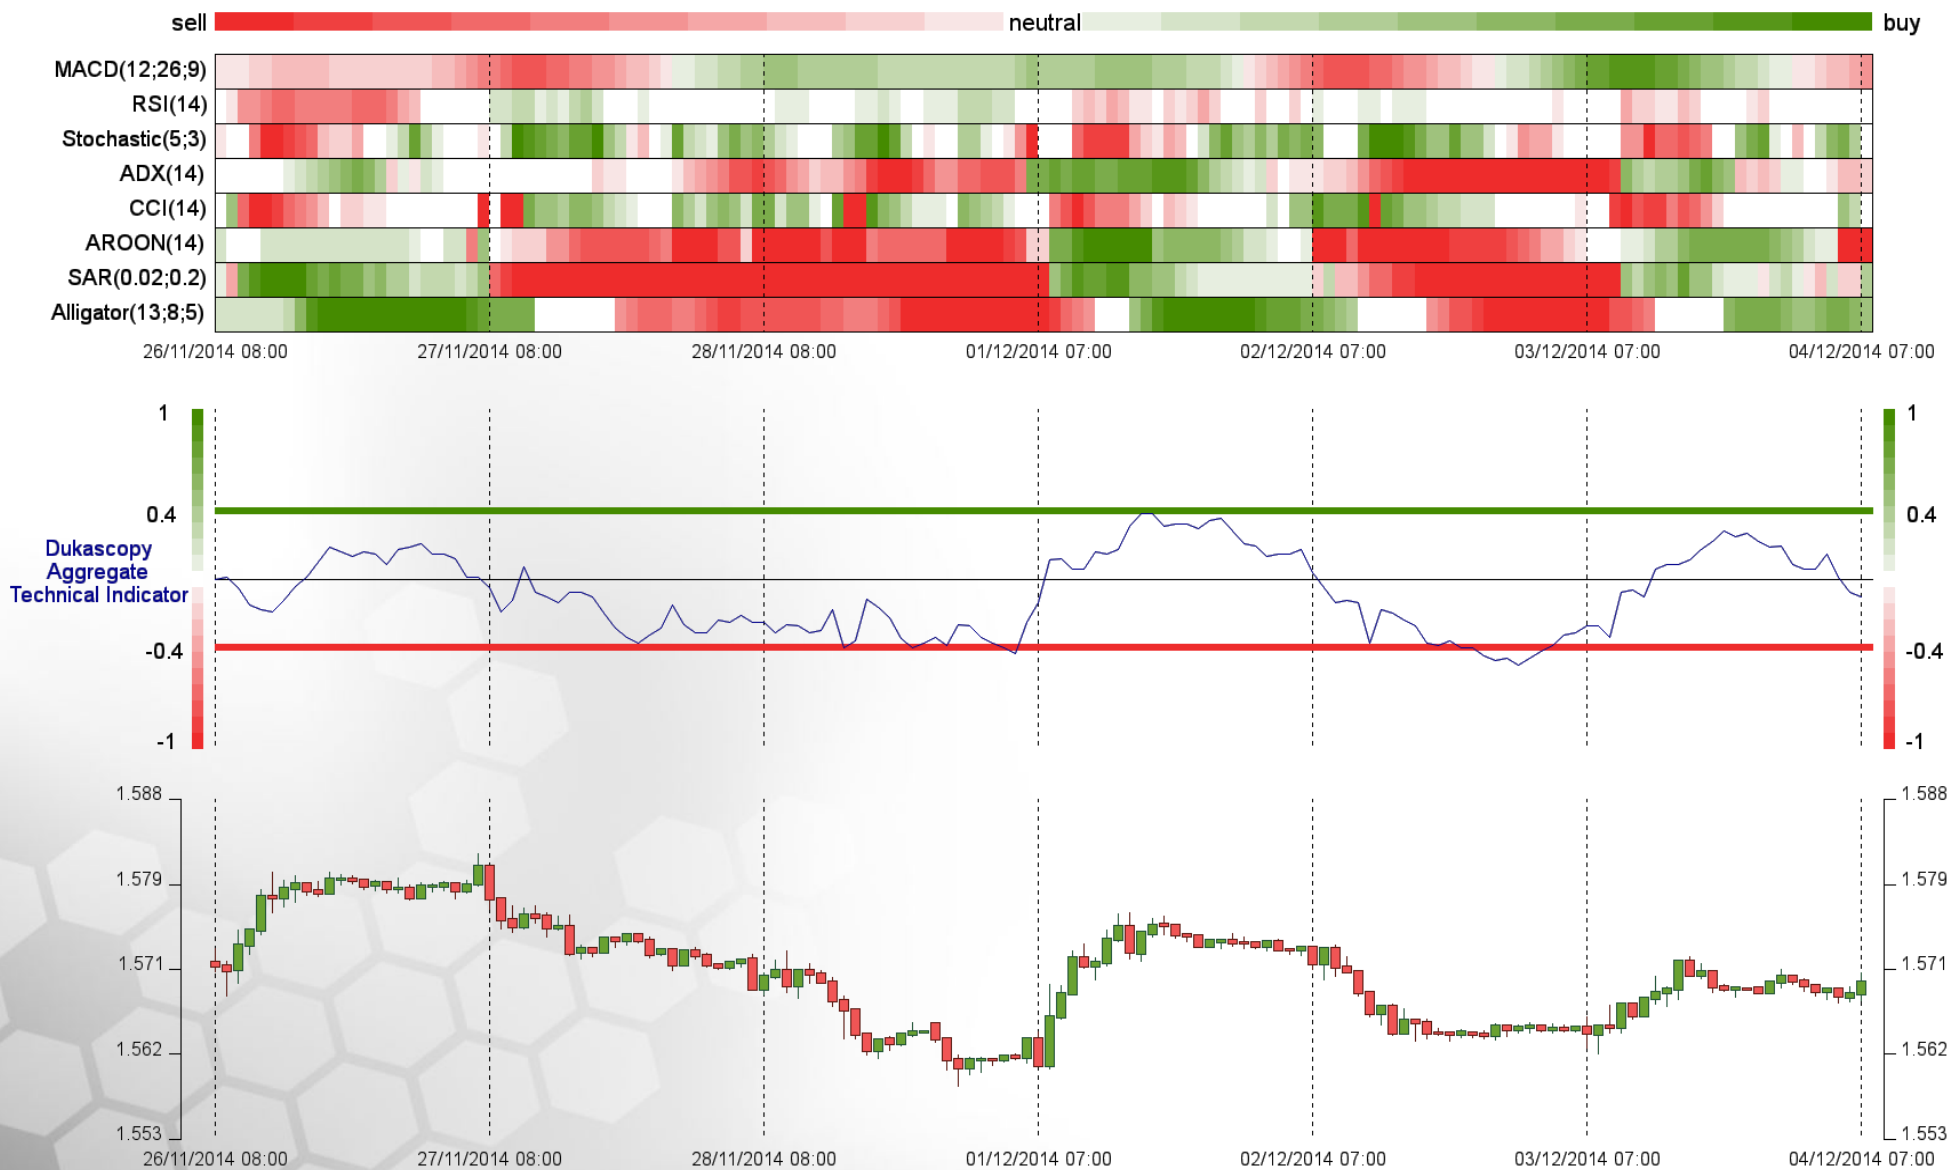 sell neutral buy
MACD(12;26;9)
RSI(14)
Stochastic(5;3)
ADX(14)
CCI(14)
AROON(14)
SAR(0.02;0.2)
Alligator(13;8;5)
26/11/2014 08:00 27/11/2014 08:00 28/11/2014 08:00 01/12/2014 07:00 02/12/2014 07:00 03/12/2014 07:00 04/12/2014 07:00
1 1
0.4 0.4
Dukascopy
Aggregate
Technical Indicator
-0.4 -0.4
-1 -1
1.588 1.588
1.579 1.579
1.571 1.571
1.562 1.562
1.553 1.553
26/11/2014 08:00 27/11/2014 08:00 28/11/2014 08:00 01/12/2014 07:00 02/12/2014 07:00 03/12/2014 07:00 04/12/2014 07:00